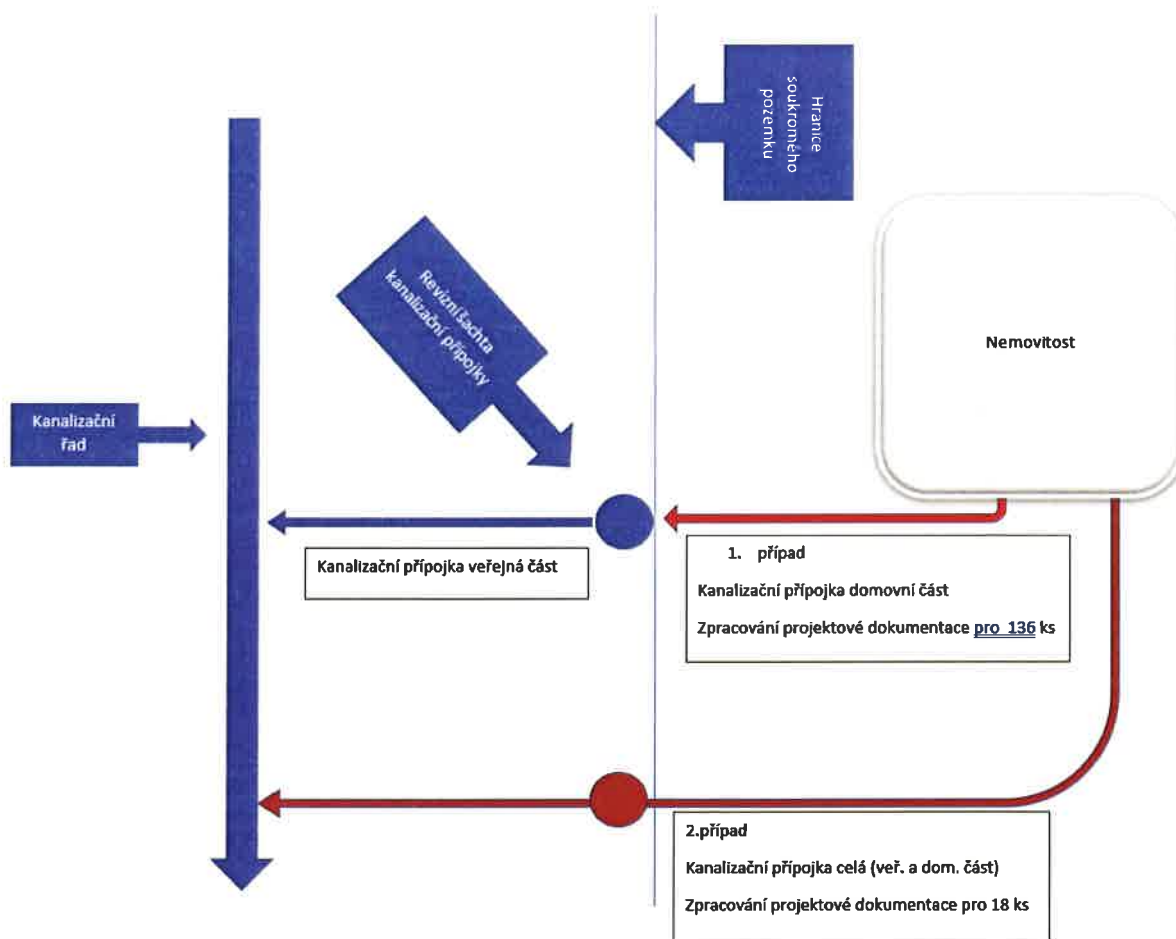 Hranice
soukromého
pozemku
Revizní šachta
kanalizační přípojky
Nemovitost
Kanalizační
řad
Kanalizační přípojka veřejná část
1. případ
Kanalizační přípojka domovní část
Zpracování projektové dokumentace pro 136 ks
2.případ
Kanalizační přípojka celá (veř. a dom. část)
Zpracování projektové dokumentace pro 18 ks